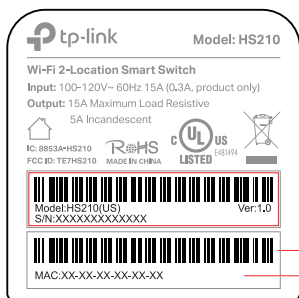 tp-link
Model: HS210
Wi-Fi 2-Location Smart Switch
Input: 100-120V~ 60Hz 15A (0.3A, product only)
Output: 15A Maximum Load Resistive
5A Incandescent
IC: 8853A-HS210
FCC ID: TE7HS210
RoHS
MADE IN CHINA
C UL US
LISTED
E481494
Model:HS210(US)
Ver:1.0
S/N:XXXXXXXXXXXXX
MAC:XX-XX-XX-XX-XX-XX